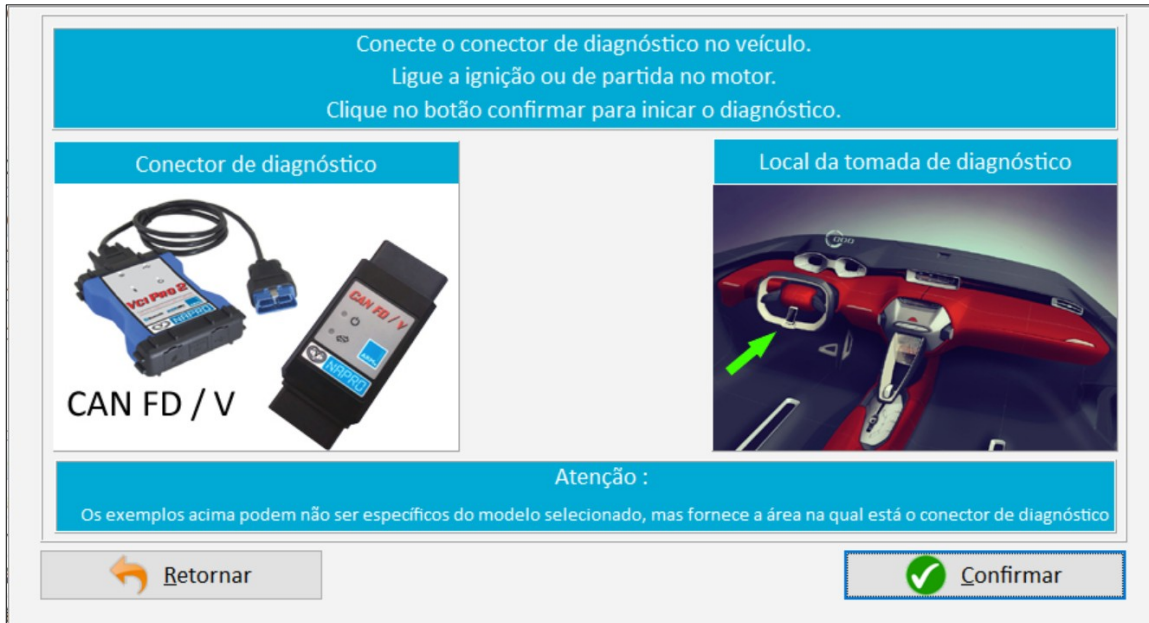 Conecte o conector de diagnóstico no veículo.
Ligue a ignição ou de partida no motor.
Clique no botão confirmar para inicar o diagnóstico.
Conector de diagnóstico
Local da tomada de diagnóstico
VCI PRO 2
NAPRO
CAN FD / V
NAPRO
CAN FD / V
Atenção :
Os exemplos acima podem não ser específicos do modelo selecionado, mas fornece a área na qual está o conector de diagnóstico
Retornar
Confirmar